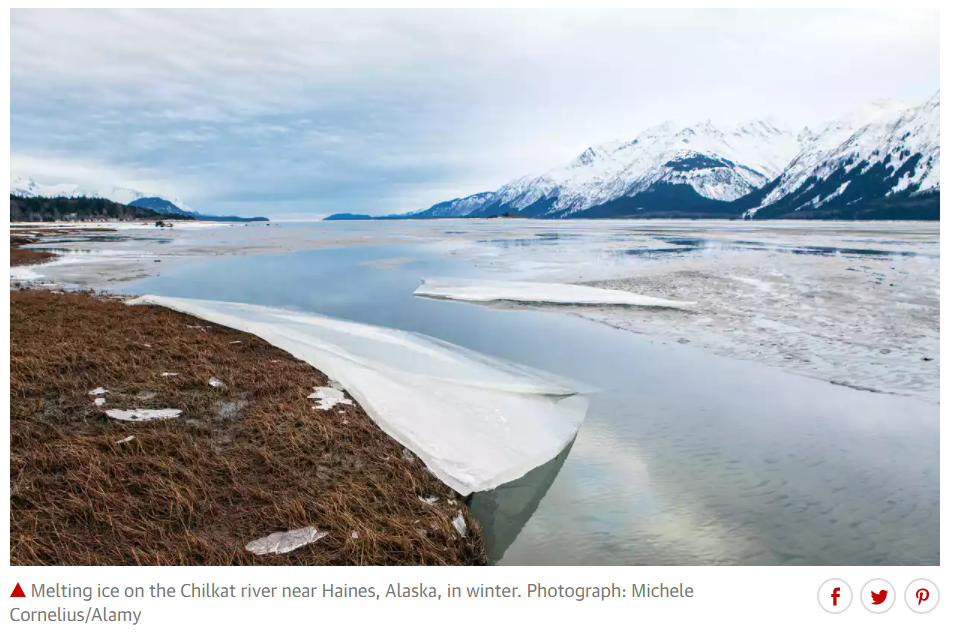 Melting ice on the Chilkat river near Haines, Alaska, in winter. Photograph: Michele
Cornelius/Alamy